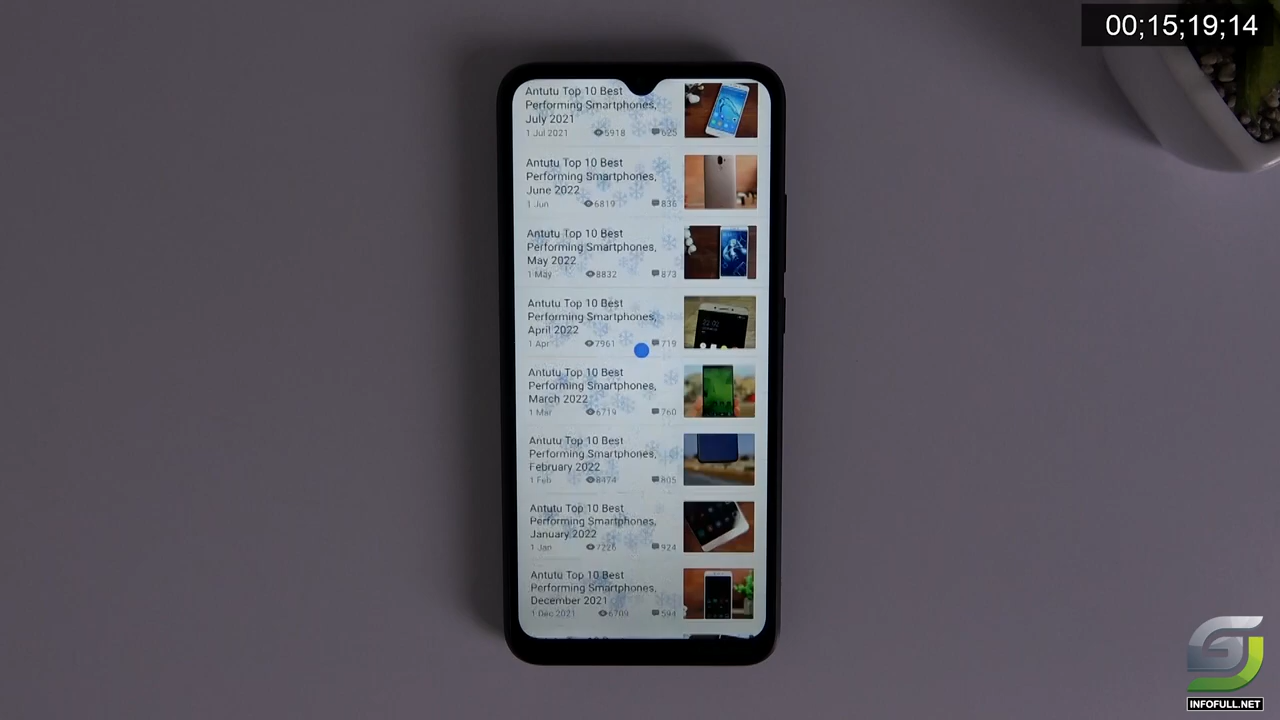 00;15;19;14
Antutu Top 10 Best
Performing Smartphones,
July 2021
1 Jul 2021 5918 625
Antutu Top 10 Best
Performing Smartphones,
June 2022
1 Jun 6819 836
Antutu Top 10 Best
Performing Smartphones,
May 2022
1 May 8832 873
Antutu Top 10 Best
Performing Smartphones,
April 2022
1 Apr 7961 719
Antutu Top 10 Best
Performing Smartphones,
March 2022
1 Mar 6719 760
Antutu Top 10 Best
Performing Smartphones,
February 2022
1 Feb 8474 805
Antutu Top 10 Best
Performing Smartphones,
January 2022
1 Jan 7226 924
Antutu Top 10 Best
Performing Smartphones,
December 2021
1 Dec 2021 6709 594
INFOFULL.NET